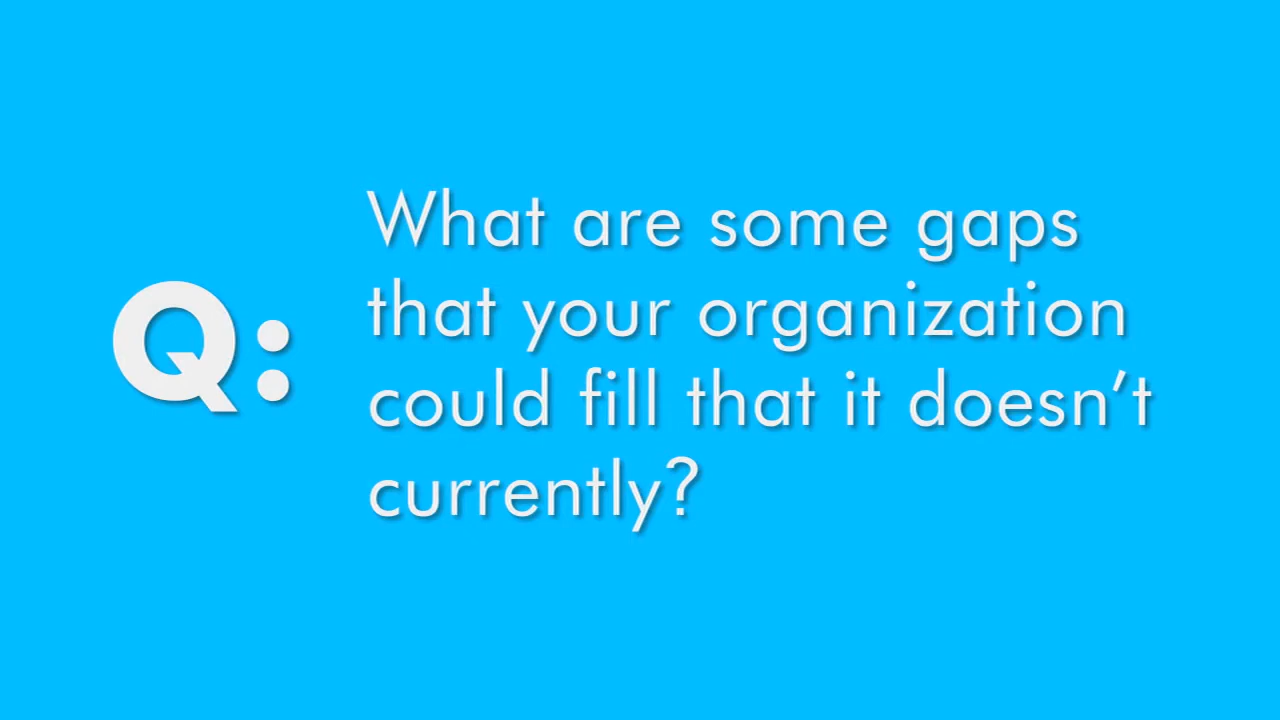 Q:
What are some gaps
that your organization
could fill that it doesn’t
currently?